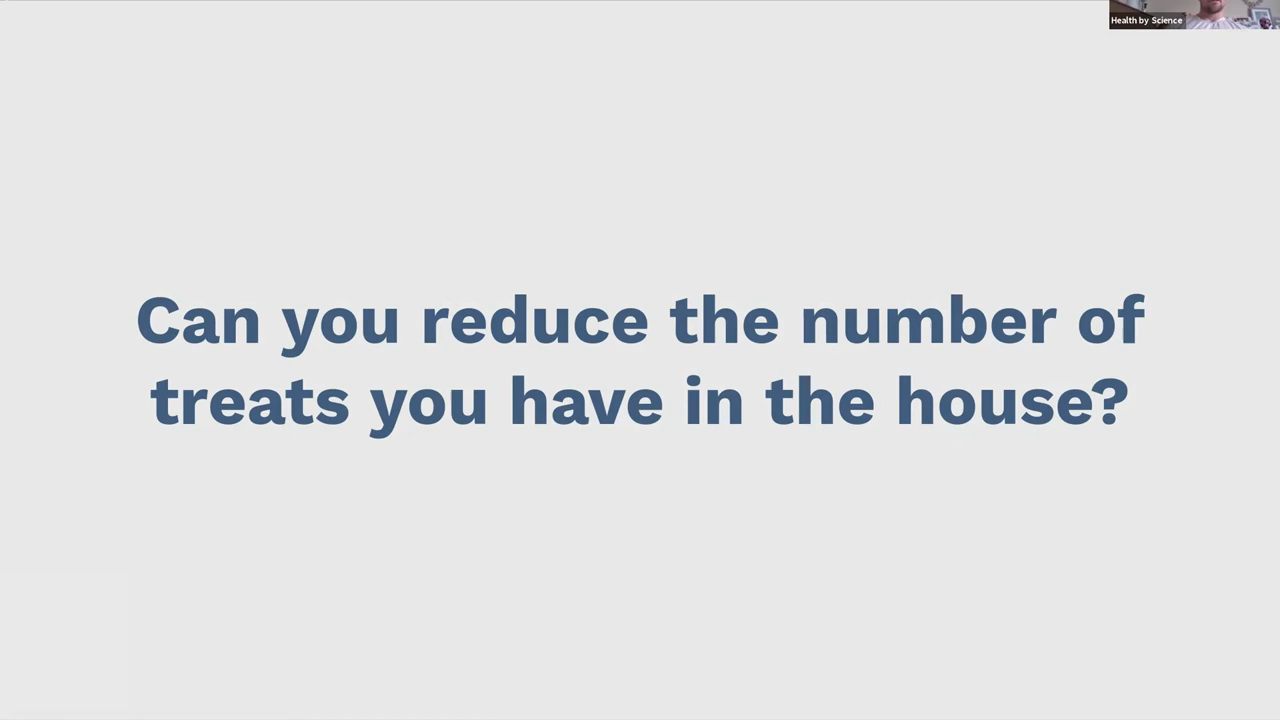 Health by Science
Can you reduce the number of
treats you have in the house?